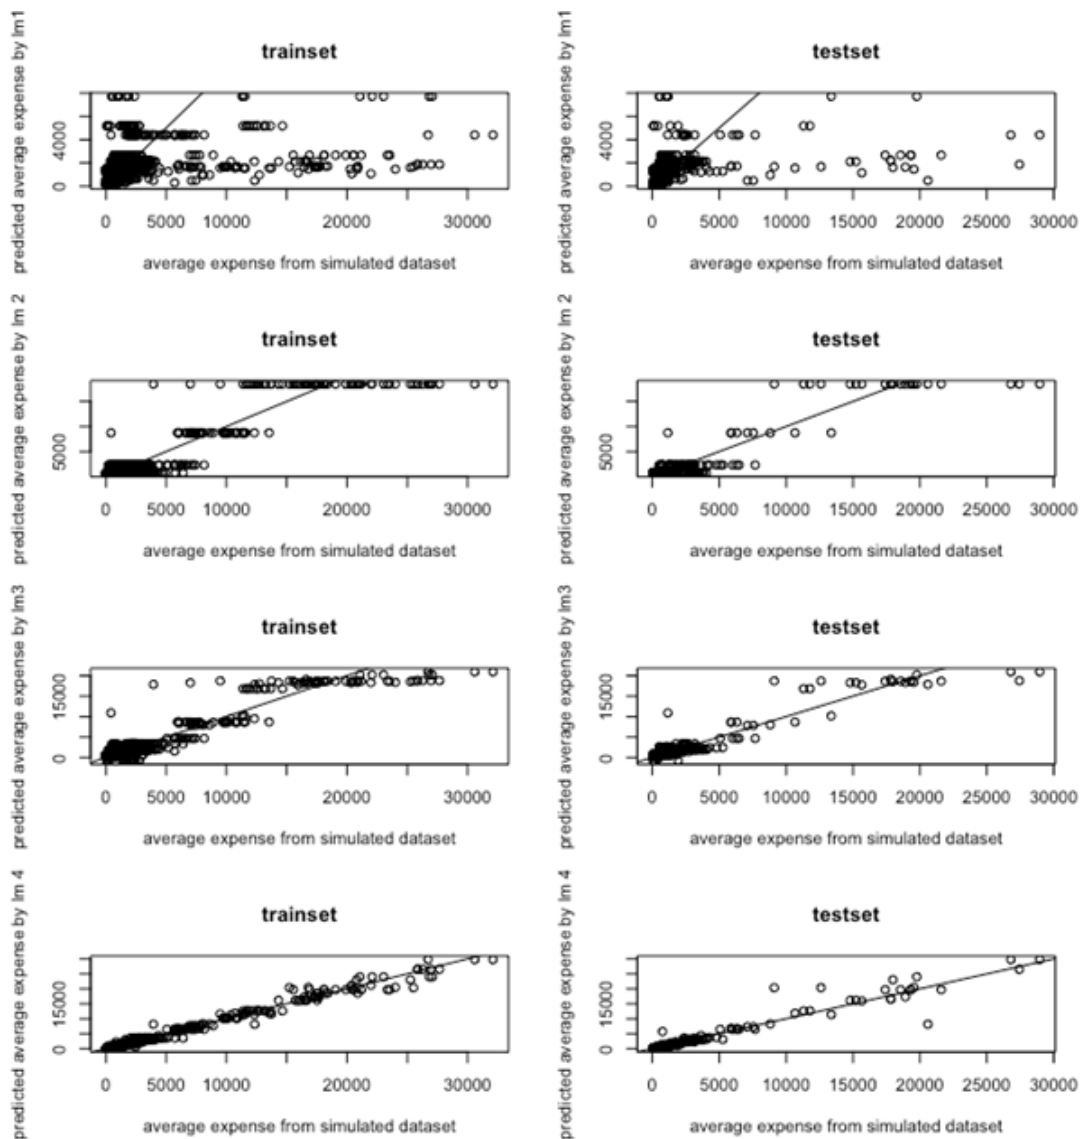 trainset
predicted average expense by lm1
4000
0
0 5000 10000 20000 30000
average expense from simulated dataset
testset
predicted average expense by lm1
4000
0
0 5000 10000 15000 20000 25000 30000
average expense from simulated dataset
trainset
predicted average expense by lm 2
5000
0 5000 10000 20000 30000
average expense from simulated dataset
testset
predicted average expense by lm 2
5000
0 5000 10000 15000 20000 25000 30000
average expense from simulated dataset
trainset
predicted average expense by lm3
15000
0
0 5000 10000 20000 30000
average expense from simulated dataset
testset
predicted average expense by lm3
15000
0
0 5000 10000 15000 20000 25000 30000
average expense from simulated dataset
trainset
predicted average expense by lm 4
15000
0
0 5000 10000 20000 30000
average expense from simulated dataset
testset
predicted average expense by lm 4
15000
0
0 5000 10000 15000 20000 25000 30000
average expense from simulated dataset